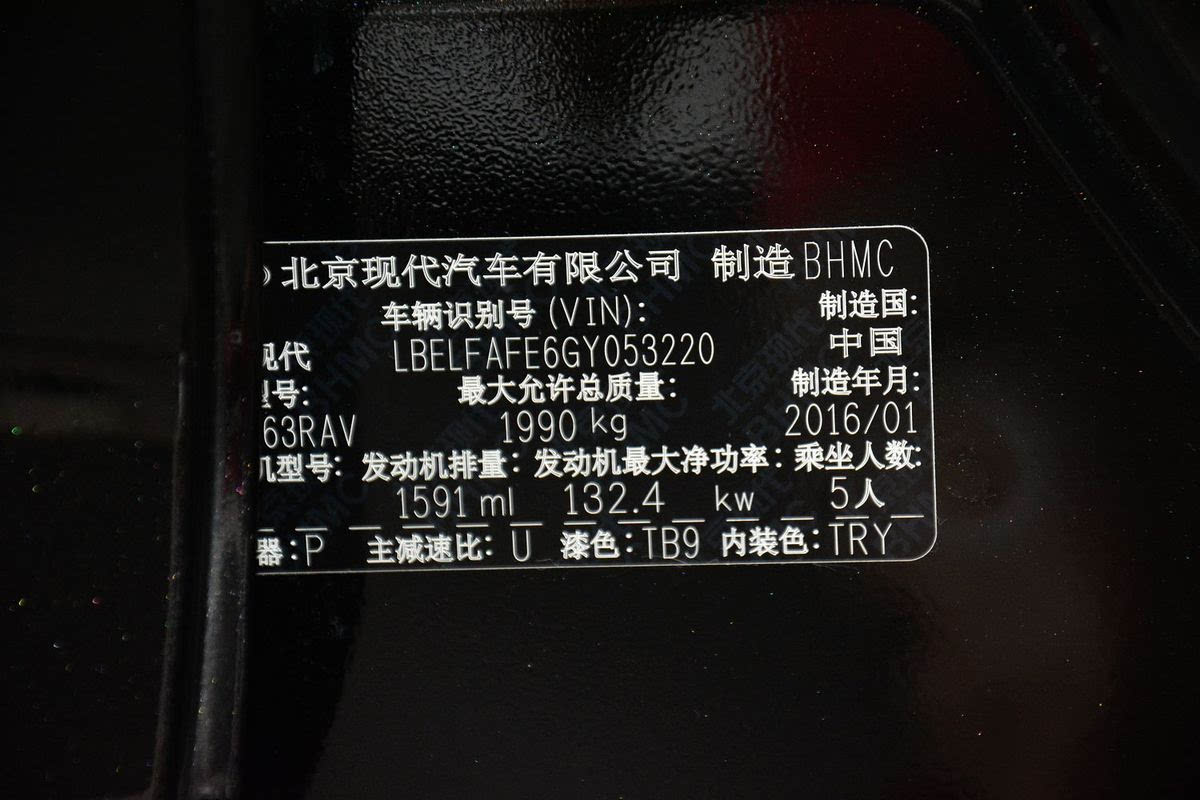 北京现代汽车有限公司 制造 BHMC
车辆识别号 (VIN): 制造国:
现代 LBELFAFE6GY053220 中国
型号: 最大允许总质量: 制造年月:
63RAV 1990 kg 2016/01
机型号: 发动机排量: 发动机最大净功率: 乘坐人数:
1591 ml 132.4 kw 5人
器: P 主减速比: U 漆色: TB9 内装色: TRY